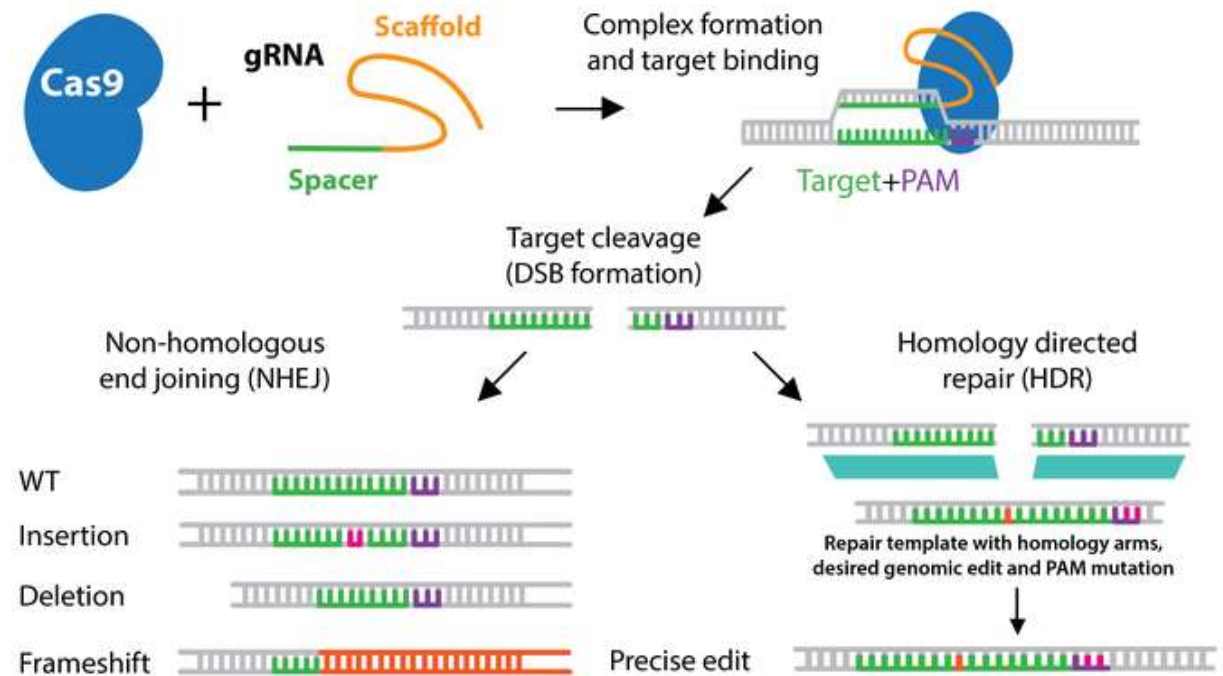 Cas9
+
gRNA
Scaffold
Spacer
Complex formation
and target binding
Target+PAM
Target cleavage
(DSB formation)
Non-homologous
end joining (NHEJ)
Homology directed
repair (HDR)
WT
Insertion
Deletion
Frameshift
Repair template with homology arms,
desired genomic edit and PAM mutation
Precise edit